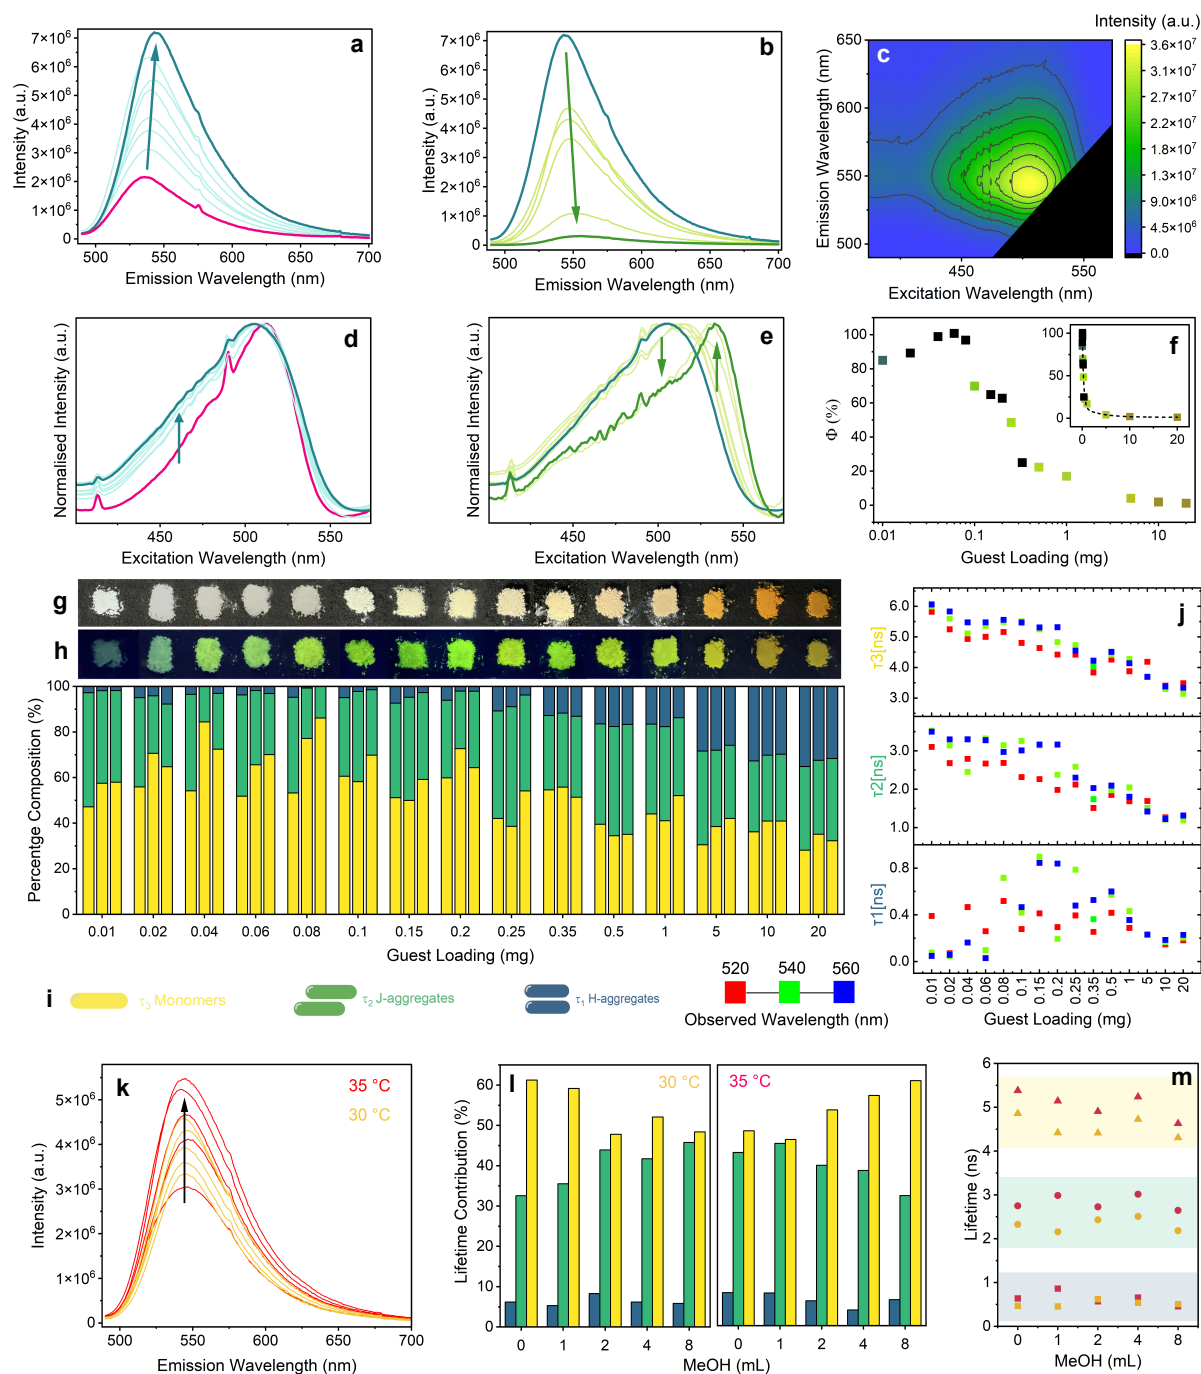 a
7×10⁶
6×10⁶
5×10⁶
4×10⁶
3×10⁶
2×10⁶
1×10⁶
0
Intensity (a.u.)
500 550 600 650 700
Emission Wavelength (nm)
b
7×10⁶
6×10⁶
5×10⁶
4×10⁶
3×10⁶
2×10⁶
1×10⁶
0
Intensity (a.u.)
500 550 600 650 700
Emission Wavelength (nm)
c
Intensity (a.u.)
650
600
550
500
Emission Wavelength (nm)
450 550
Excitation Wavelength (nm)
3.6×10⁷
3.1×10⁷
2.7×10⁷
2.2×10⁷
1.8×10⁷
1.3×10⁷
9.0×10⁶
4.5×10⁶
0.0
d
Normalised Intensity (a.u.)
450 500 550
Excitation Wavelength (nm)
e
Normalised Intensity (a.u.)
450 500 550
Excitation Wavelength (nm)
f
100
80
60
40
20
0
Φ (%)
0.01 0.1 1 10
Guest Loading (mg)
100
75
50
25
0
0 10 20
g
h
100
80
60
40
20
0
Percentge Composition (%)
0.01 0.02 0.04 0.06 0.08 0.1 0.15 0.2 0.25 0.35 0.5 1 5 10 20
Guest Loading (mg)
i
τ₃ Monomers
τ₂ J-aggregates
τ₁ H-aggregates
520 540 560
Observed Wavelength (nm)
j
6.0
5.0
4.0
3.0
τ3[ns]
3.0
2.0
1.0
τ2[ns]
0.8
0.4
0.0
τ1[ns]
0.01 0.02 0.04 0.06 0.08 0.1 0.15 0.2 0.25 0.35 0.5 1 5 10 20
Guest Loading (mg)
k
35 °C
30 °C
5×10⁶
4×10⁶
3×10⁶
2×10⁶
1×10⁶
0
Intensity (a.u.)
500 550 600 650 700
Emission Wavelength (nm)
l
30 °C
35 °C
60
50
40
30
20
10
0
Lifetime Contribution (%)
0 1 2 4 8 0 1 2 4 8
MeOH (mL)
m
6
5
4
3
2
1
0
Lifetime (ns)
0 1 2 4 8
MeOH (mL)